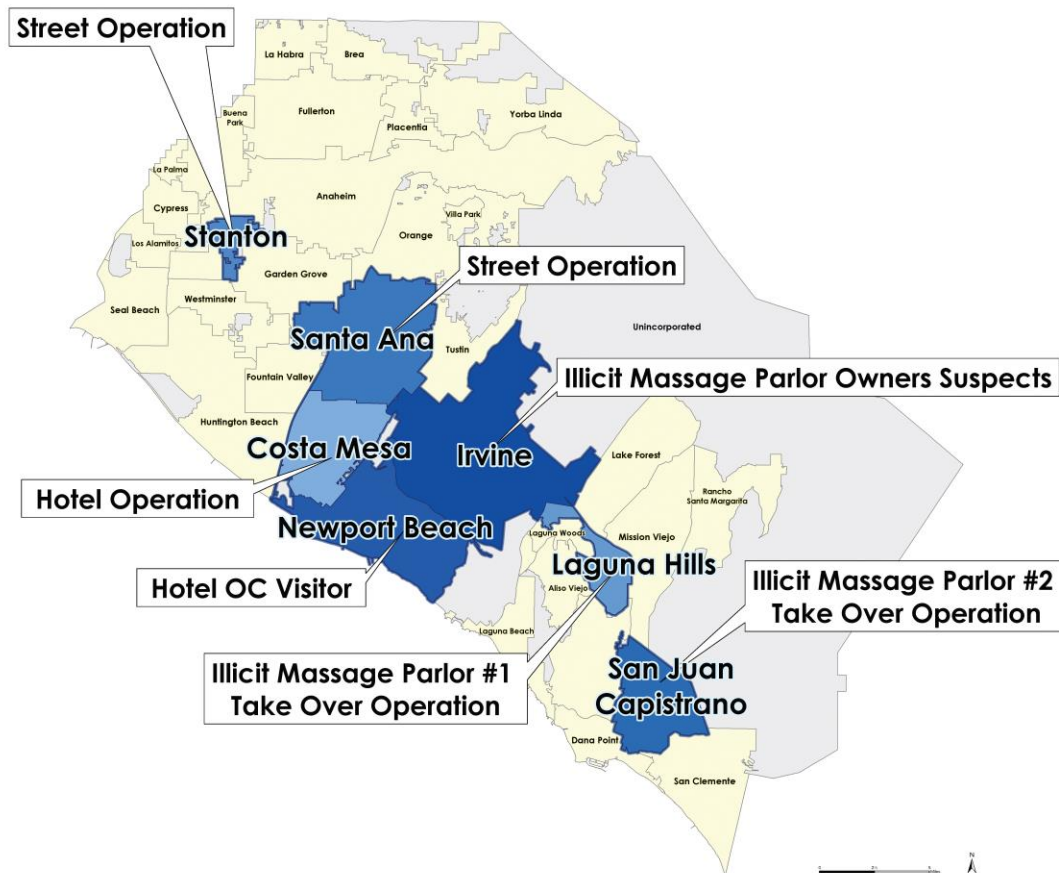 Street Operation
La Habra
Brea
Fullerton
Buena
Park
Placentia
Yorba Linda
La Palma
Anaheim
Cypress
Villa Park
Stanton
Orange
Los Alamitos
Garden Grove
Street Operation
Westminster
Seal Beach
Unincorporated
Santa Ana
Tustin
Fountain Valley
Illicit Massage Parlor Owners Suspects
Huntington Beach
Costa Mesa
Irvine
Lake Forest
Hotel Operation
Rancho
Santa Margarita
Newport Beach
Laguna Woods
Mission Viejo
Laguna Hills
Hotel OC Visitor
Aliso Viejo
Illicit Massage Parlor #2
Take Over Operation
Laguna Beach
Illicit Massage Parlor #1
Take Over Operation
San Juan
Capistrano
Dana Point
San Clemente
N